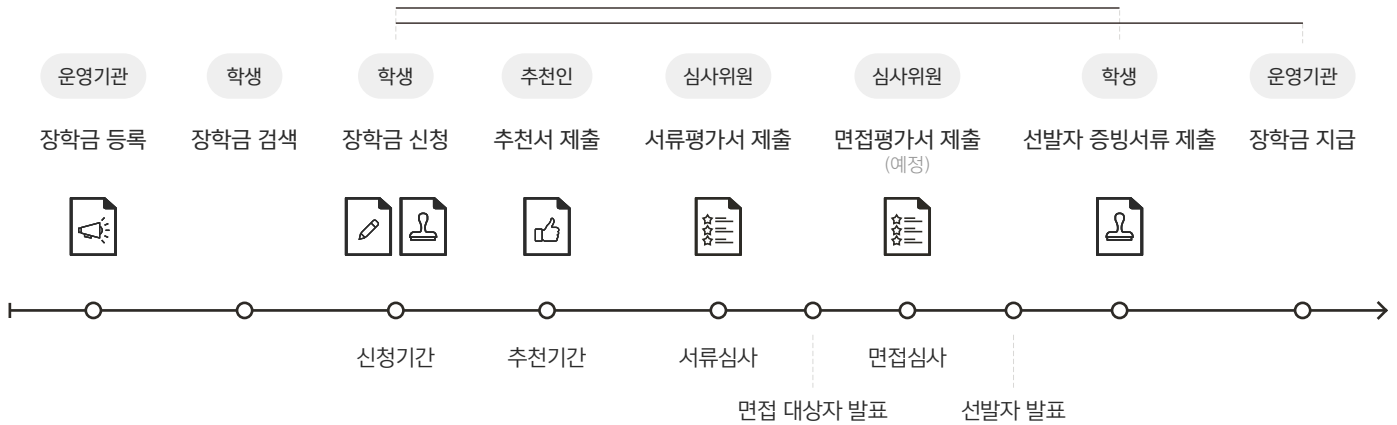 운영기관
학생
학생
추천인
심사위원
심사위원
학생
운영기관
장학금 등록
장학금 검색
장학금 신청
추천서 제출
서류평가서 제출
면접평가서 제출
(예정)
선발자 증빙서류 제출
장학금 지급
신청기간
추천기간
서류심사
면접심사
면접 대상자 발표
선발자 발표